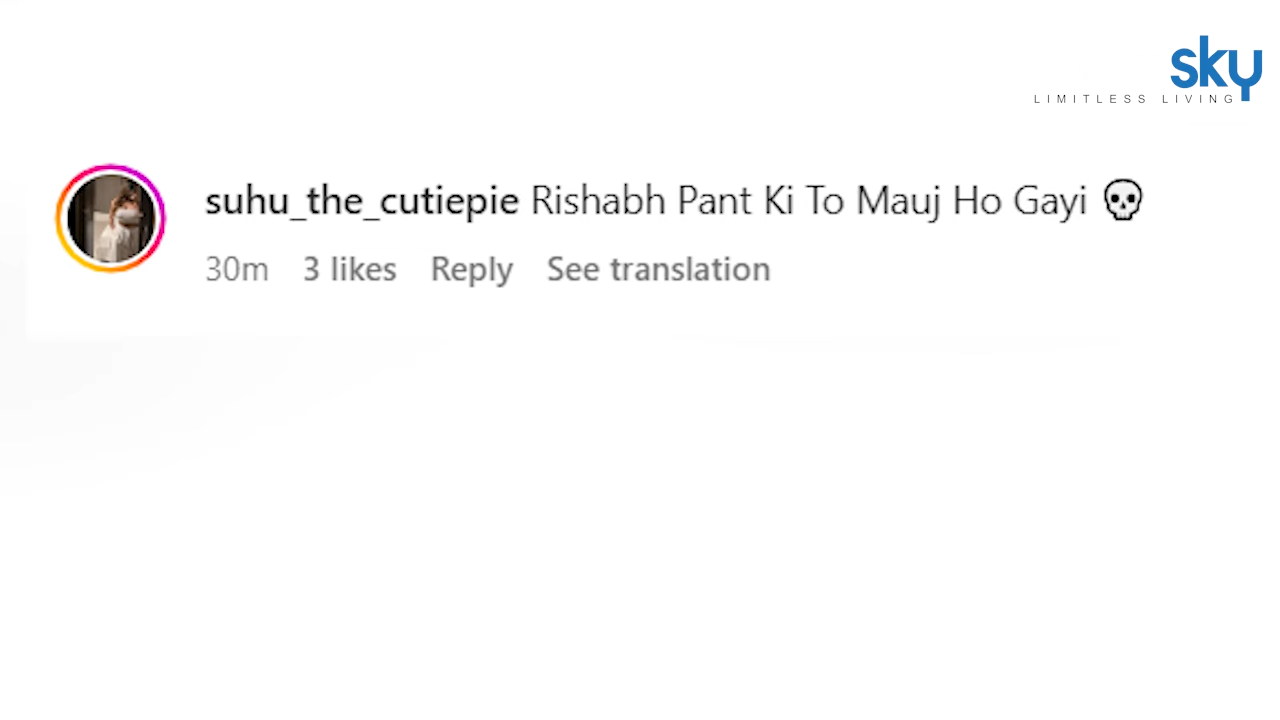 sky
LIMITLESS LIVING
suhu_the_cutiepie Rishabh Pant Ki To Mauj Ho Gayi 💀
30m 3 likes Reply See translation